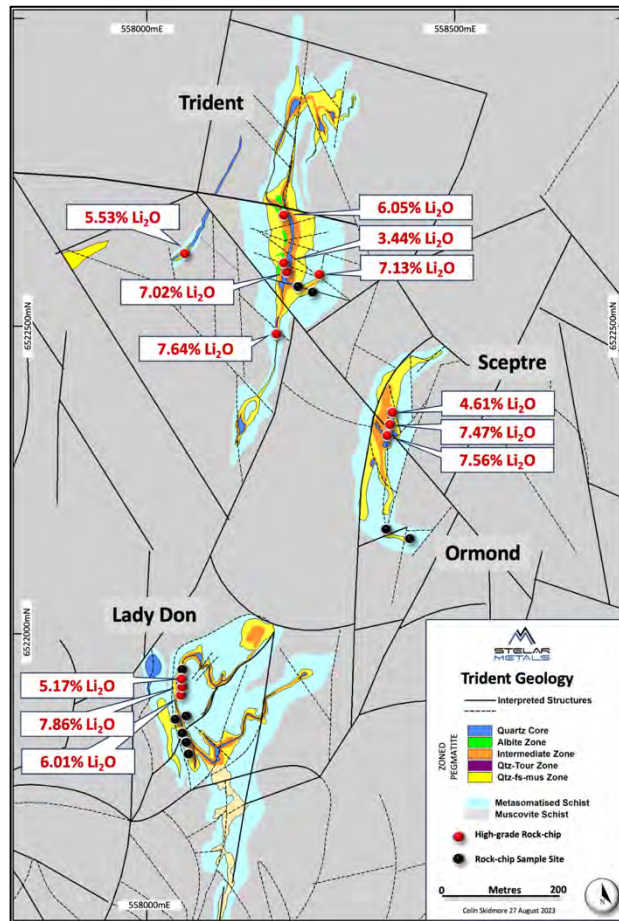 558000mE
558500mE
Trident
6.05% Li₂O
5.53% Li₂O
3.44% Li₂O
7.13% Li₂O
7.02% Li₂O
7.64% Li₂O
6522500mN
6522500mN
Sceptre
4.61% Li₂O
7.47% Li₂O
7.56% Li₂O
Ormond
6522000mN
Lady Don
5.17% Li₂O
7.86% Li₂O
6.01% Li₂O
558000mE
STELAR
METALS
Trident Geology
Interpreted Structures
ZONED
PEGMATITE
Quartz Core
Albite Zone
Intermediate Zone
Qtz-Tour Zone
Qtz-fs-mus Zone
Metasomatised Schist
Muscovite Schist
High-grade Rock-chip
Rock-chip Sample Site
0 Metres 200
Colin Skidmore 27 August 2023
N